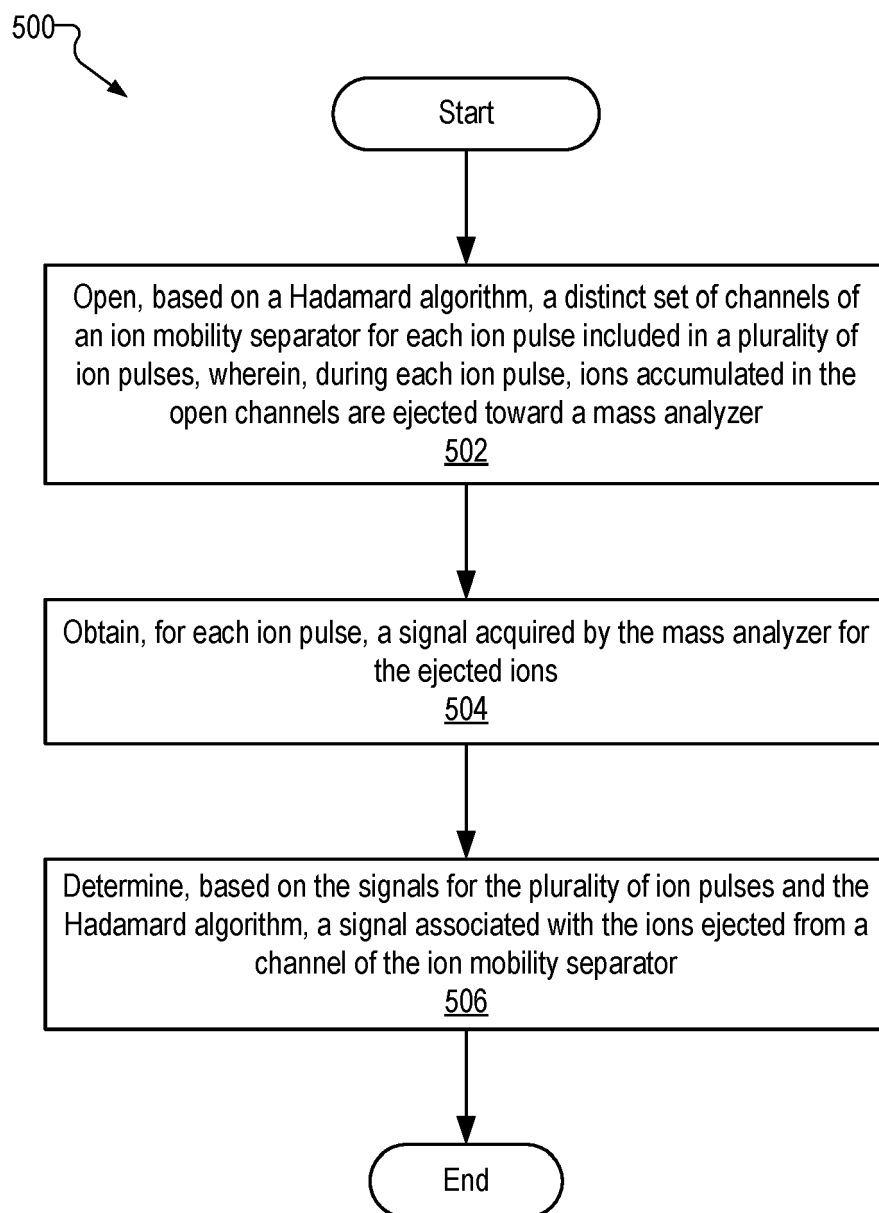 500
Start
Open, based on a Hadamard algorithm, a distinct set of channels of
an ion mobility separator for each ion pulse included in a plurality of
ion pulses, wherein, during each ion pulse, ions accumulated in the
open channels are ejected toward a mass analyzer
502
Obtain, for each ion pulse, a signal acquired by the mass analyzer for
the ejected ions
504
Determine, based on the signals for the plurality of ion pulses and the
Hadamard algorithm, a signal associated with the ions ejected from a
channel of the ion mobility separator
506
End